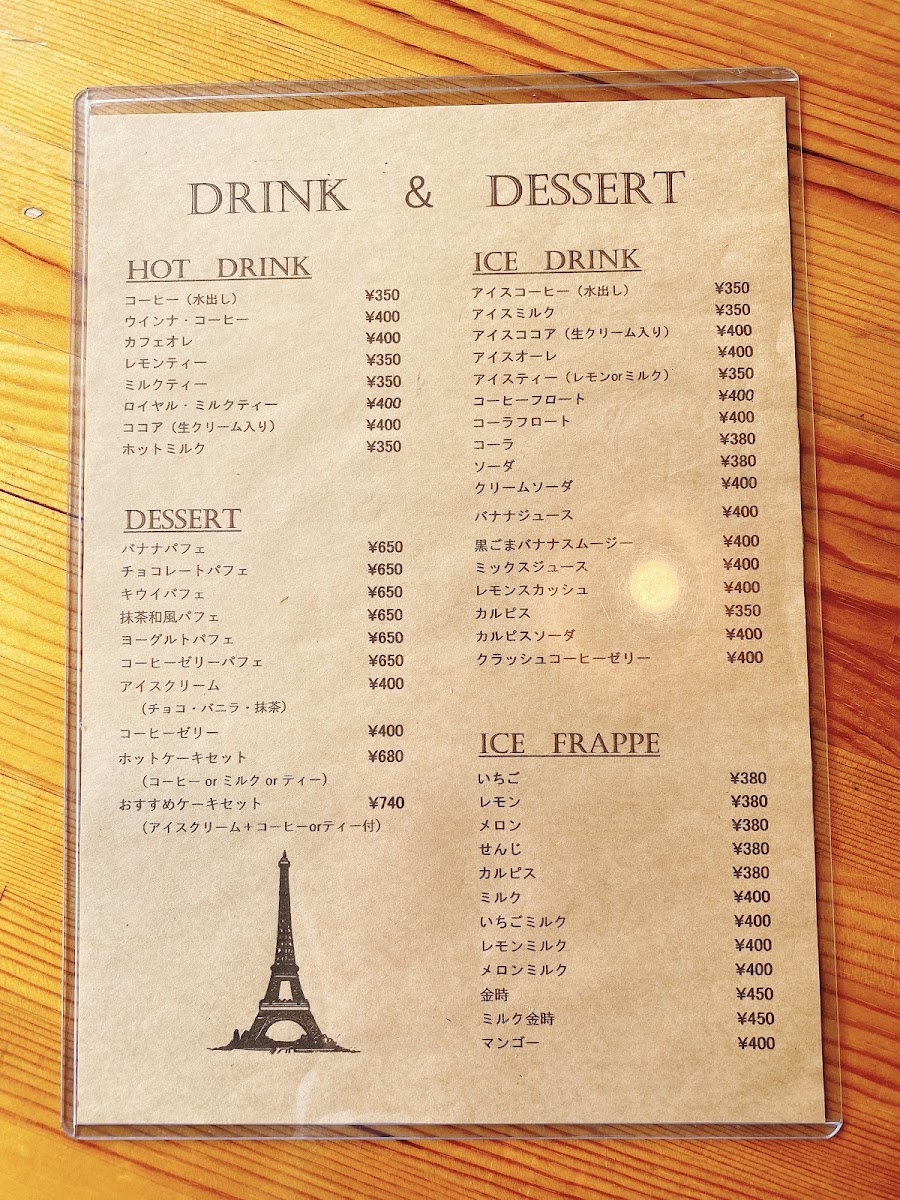 DRINK & DESSERT
HOT DRINK
コーヒー（水出し） ¥350
ウインナ・コーヒー ¥400
カフェオレ ¥400
レモンティー ¥350
ミルクティー ¥350
ロイヤル・ミルクティー ¥400
ココア（生クリーム入り） ¥400
ホットミルク ¥350
DESSERT
バナナパフェ ¥650
チョコレートパフェ ¥650
キウイパフェ ¥650
抹茶和風パフェ ¥650
ヨーグルトパフェ ¥650
コーヒーゼリーパフェ ¥650
アイスクリーム ¥400
（チョコ・バニラ・抹茶）
コーヒーゼリー ¥400
ホットケーキセット ¥680
（コーヒー or ミルク or ティー）
おすすめケーキセット ¥740
（アイスクリーム＋コーヒーorティー付）
ICE DRINK
アイスコーヒー（水出し） ¥350
アイスミルク ¥350
アイスココア（生クリーム入り） ¥400
アイスオーレ ¥400
アイスティー（レモンorミルク） ¥350
コーヒーフロート ¥400
コーラフロート ¥400
コーラ ¥380
ソーダ ¥380
クリームソーダ ¥400
バナナジュース ¥400
黒ごまバナナスムージー ¥400
ミックスジュース ¥400
レモンスカッシュ ¥400
カルピス ¥350
カルピスソーダ ¥400
クラッシュコーヒーゼリー ¥400
ICE FRAPPE
いちご ¥380
レモン ¥380
メロン ¥380
せんじ ¥380
カルピス ¥380
ミルク ¥400
いちごミルク ¥400
レモンミルク ¥400
メロンミルク ¥400
金時 ¥450
ミルク金時 ¥450
マンゴー ¥400